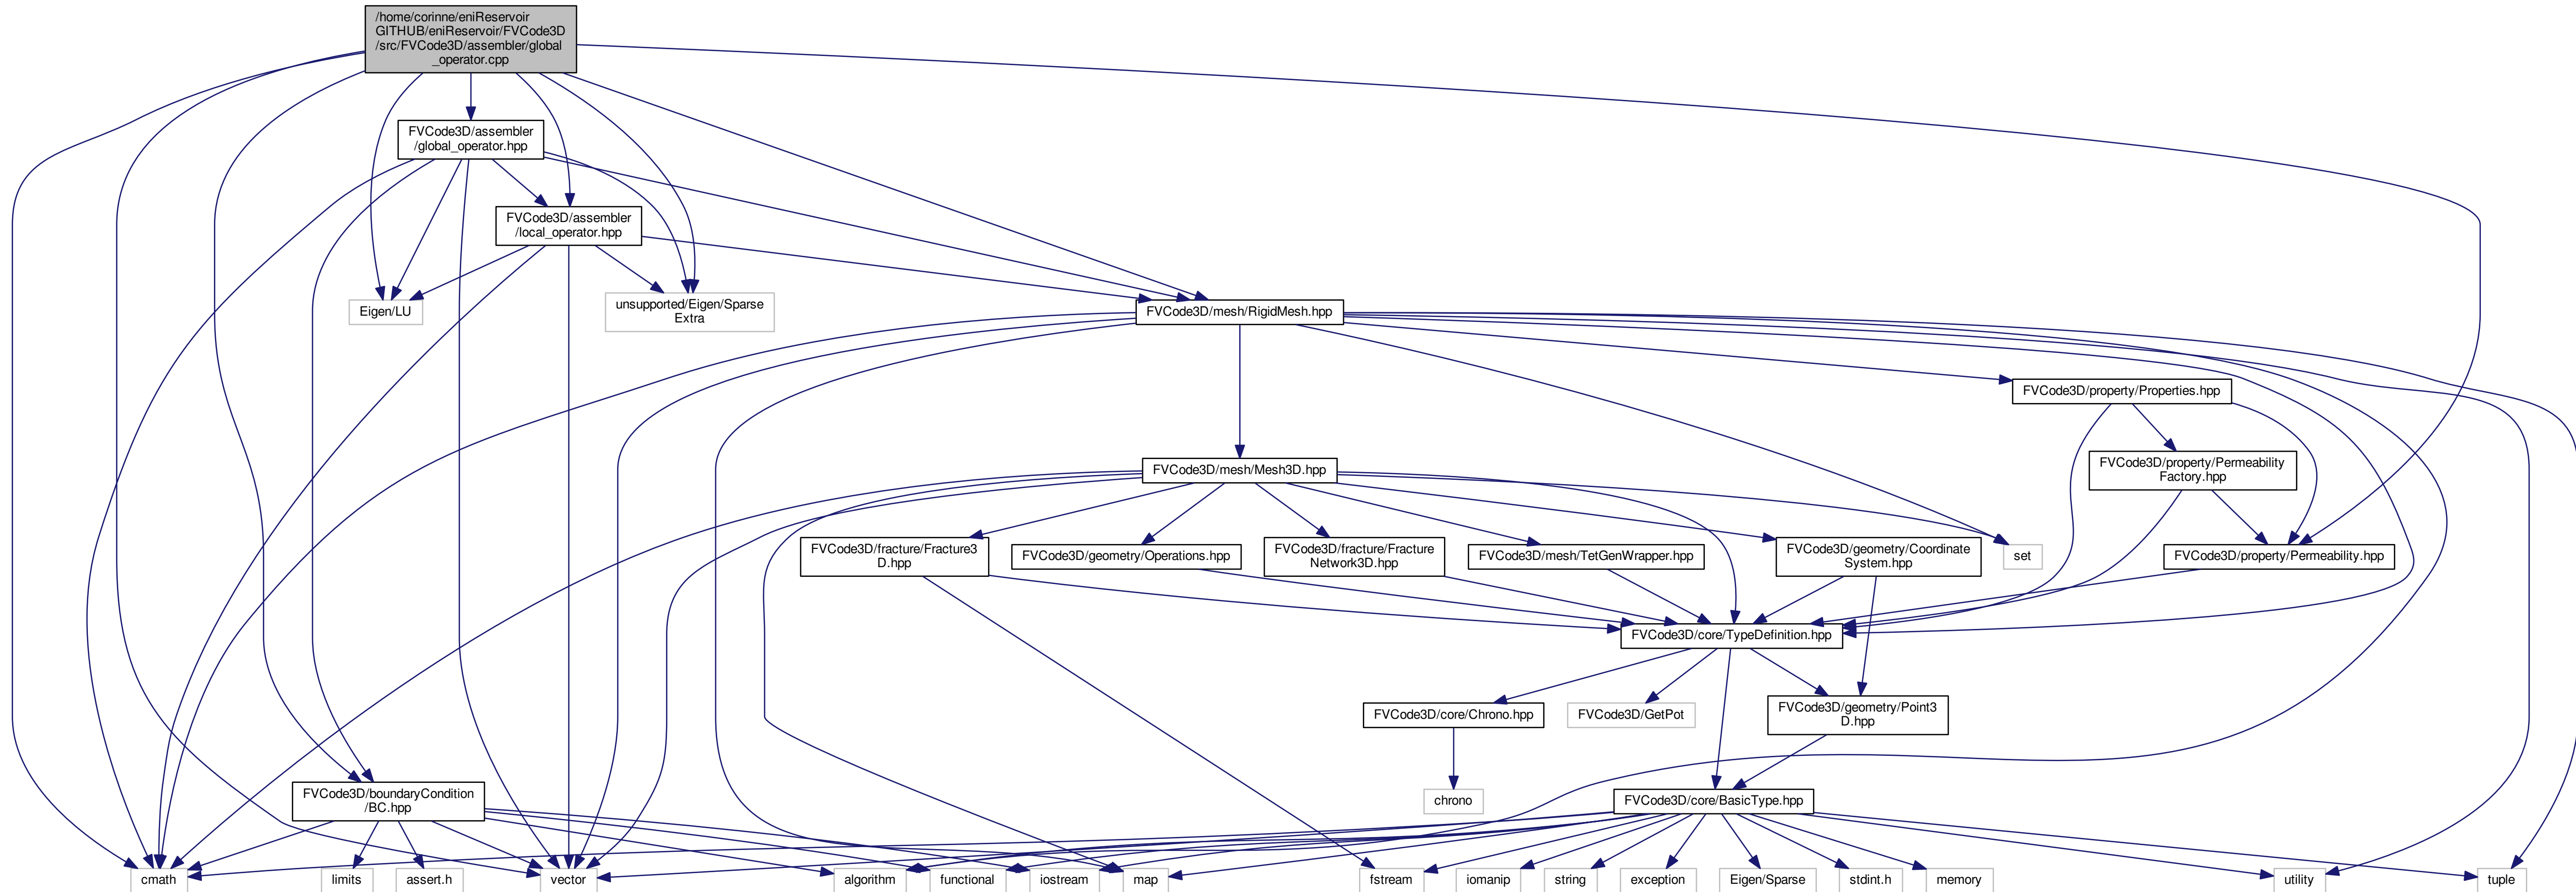 /home/corinne/eniReservoir
GITHUB/eniReservoir/FVCode3D
/src/FVCode3D/assembler/global
_operator.cpp
FVCode3D/assembler
/global_operator.hpp
FVCode3D/assembler
/local_operator.hpp
Eigen/LU
unsupported/Eigen/Sparse
Extra
FVCode3D/mesh/RigidMesh.hpp
FVCode3D/property/Properties.hpp
FVCode3D/mesh/Mesh3D.hpp
FVCode3D/property/Permeability
Factory.hpp
FVCode3D/fracture/Fracture3
D.hpp
FVCode3D/geometry/Operations.hpp
FVCode3D/fracture/Fracture
Network3D.hpp
FVCode3D/mesh/TetGenWrapper.hpp
FVCode3D/geometry/Coordinate
System.hpp
set
FVCode3D/property/Permeability.hpp
FVCode3D/core/TypeDefinition.hpp
FVCode3D/core/Chrono.hpp
FVCode3D/GetPot
FVCode3D/geometry/Point3
D.hpp
FVCode3D/boundaryCondition
/BC.hpp
chrono
FVCode3D/core/BasicType.hpp
cmath
limits
assert.h
vector
algorithm
functional
iostream
map
fstream
iomanip
string
exception
Eigen/Sparse
stdint.h
memory
utility
tuple